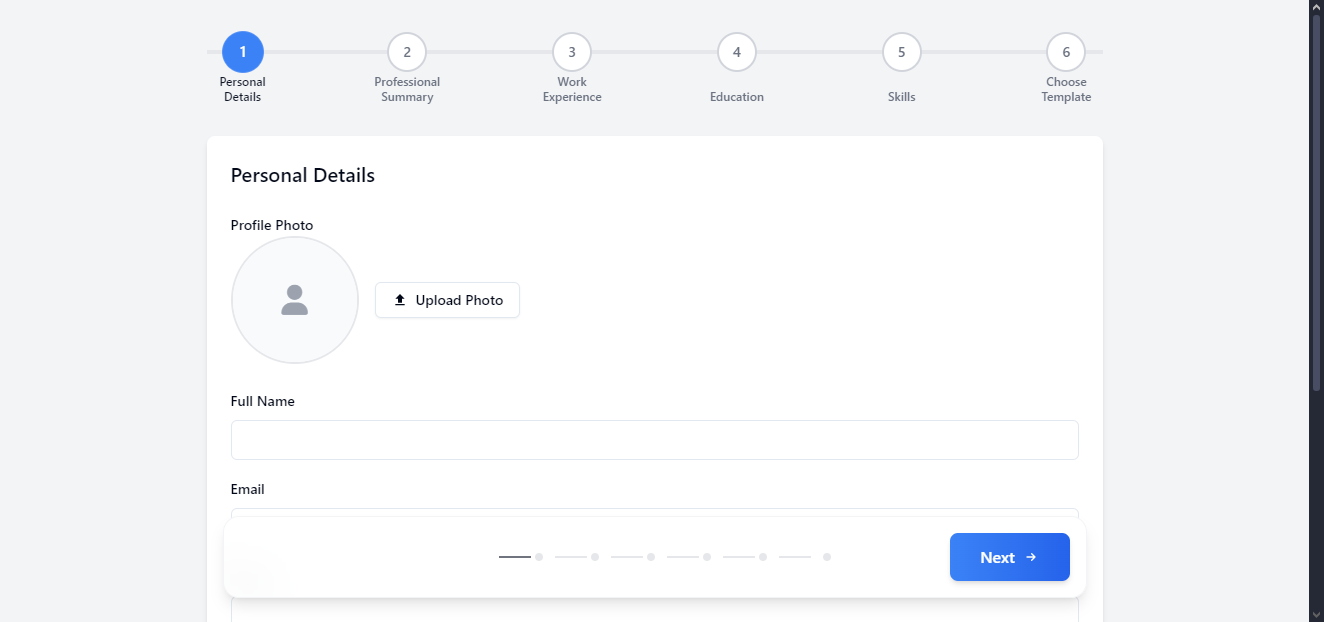 1
2
3
4
5
6
Personal
Details
Professional
Summary
Work
Experience
Education
Skills
Choose
Template
Personal Details
Profile Photo
Upload Photo
Full Name
Email
Next →